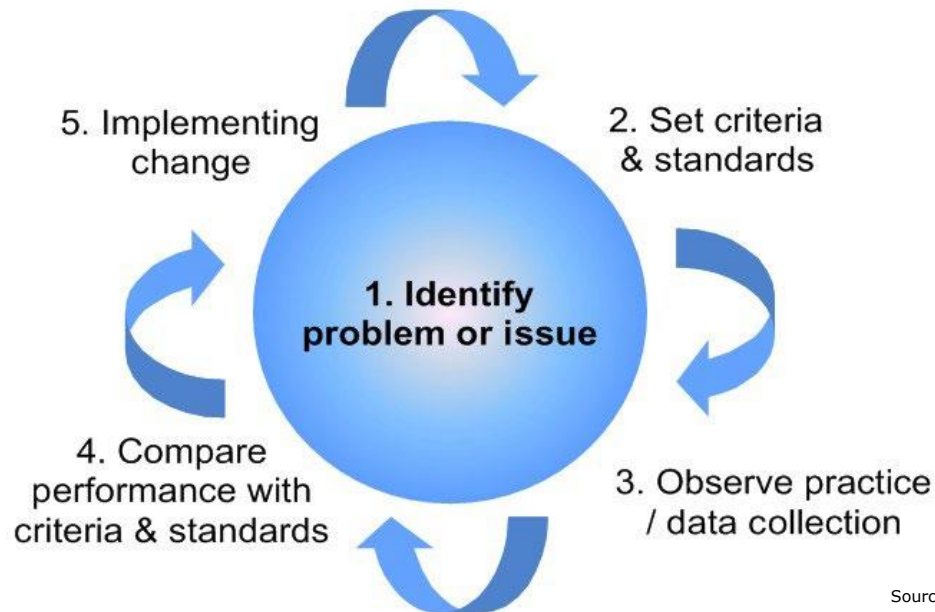 1. Identify
problem or issue
2. Set criteria
& standards
3. Observe practice
/ data collection
4. Compare
performance with
criteria & standards
5. Implementing
change